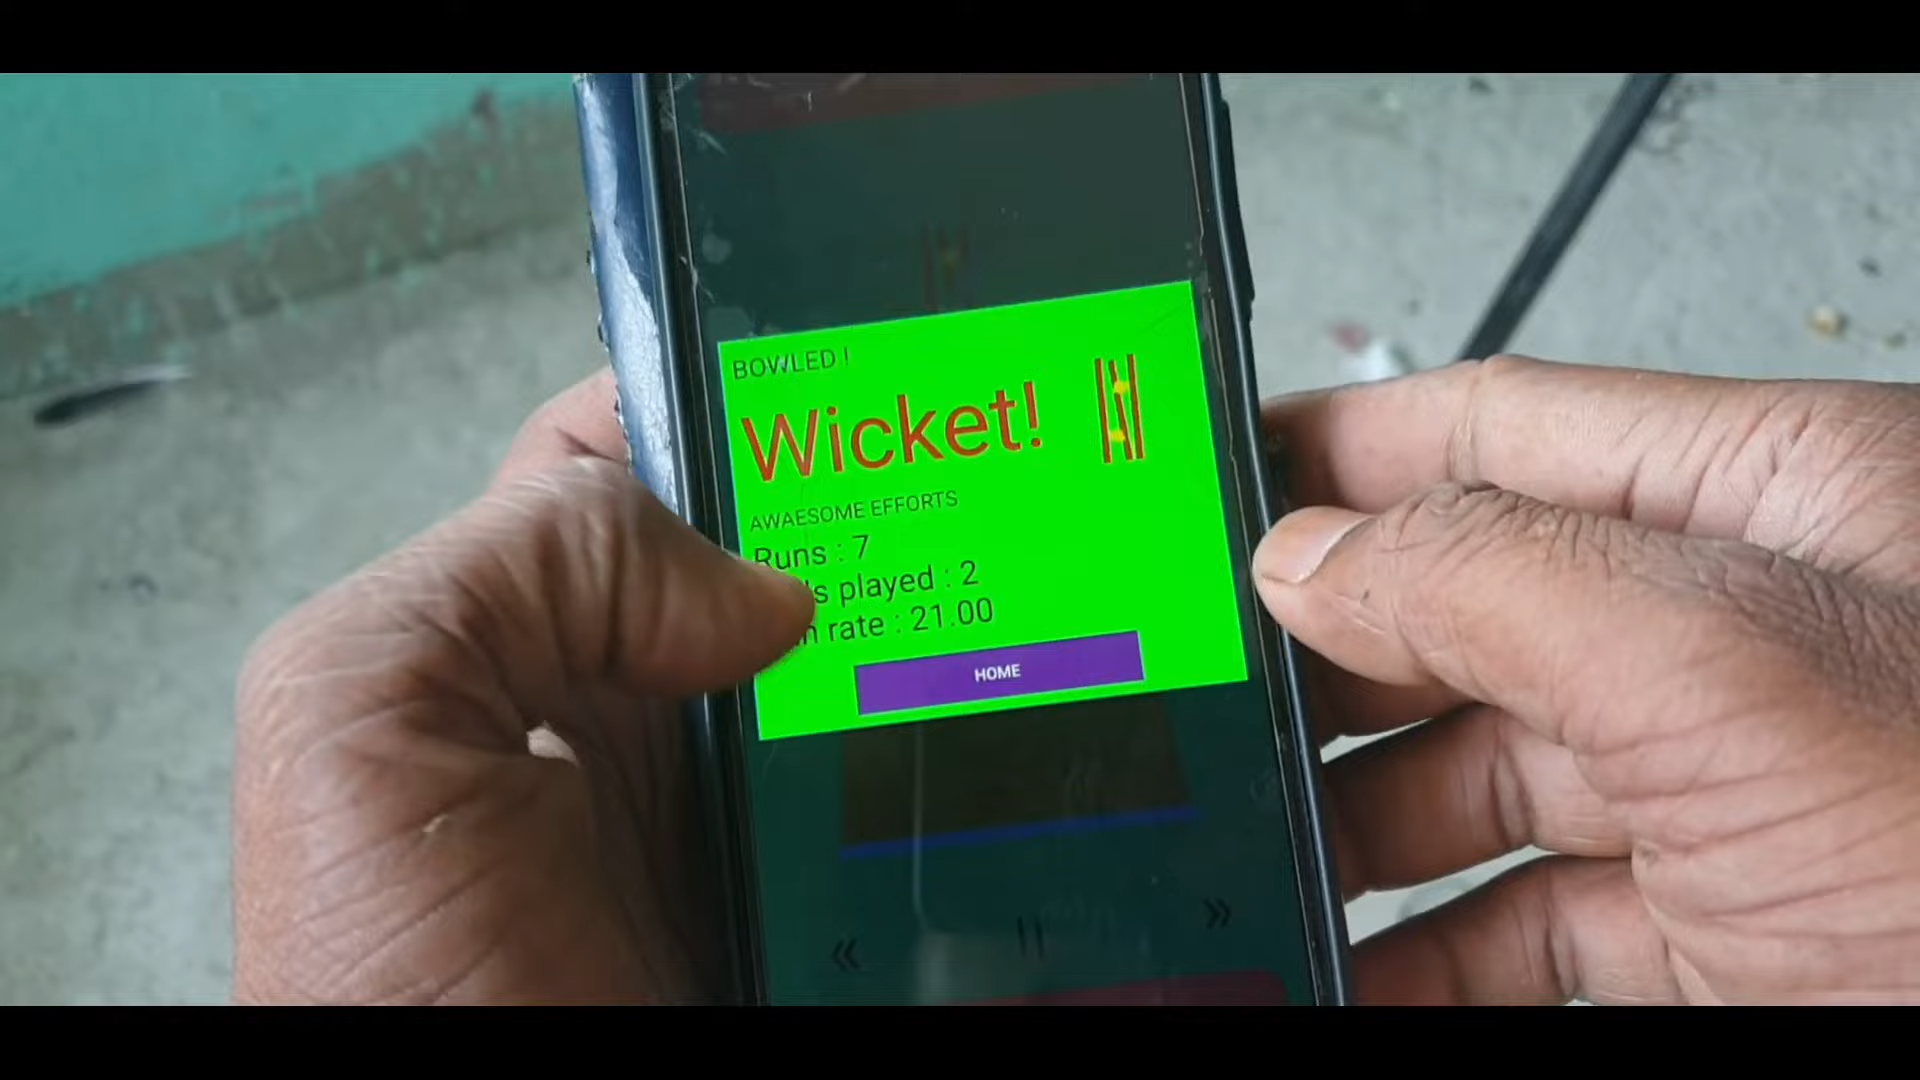 BOWLED !
Wicket!
AWAESOME EFFORTS
Runs : 7
played : 2
rate : 21.00
HOME